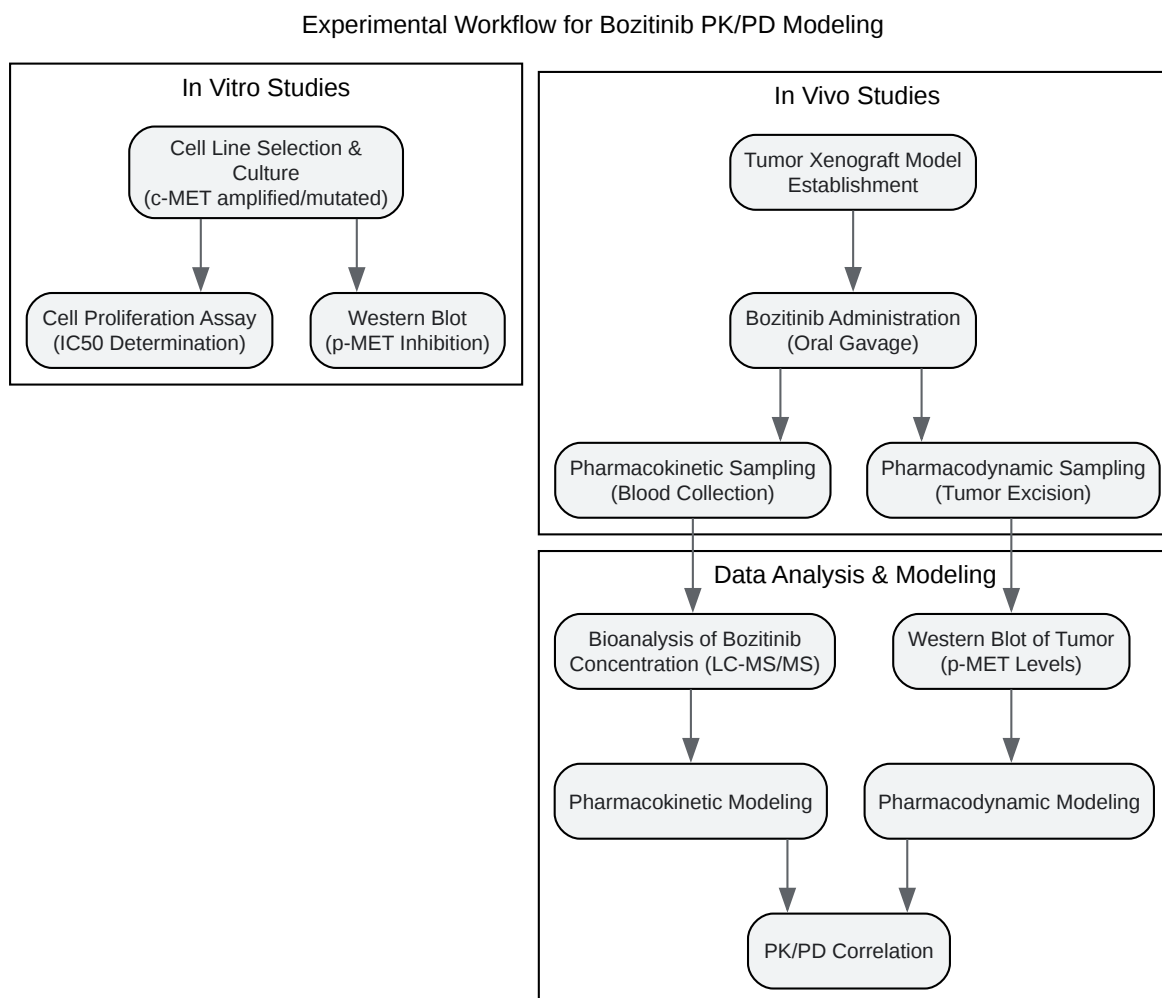 Experimental Workflow for Bozitinib PK/PD Modeling
In Vitro Studies
Cell Line Selection &
Culture
(c-MET amplified/mutated)
Cell Proliferation Assay
(IC50 Determination)
Western Blot
(p-MET Inhibition)
In Vivo Studies
Tumor Xenograft Model
Establishment
Bozitinib Administration
(Oral Gavage)
Pharmacokinetic Sampling
(Blood Collection)
Pharmacodynamic Sampling
(Tumor Excision)
Data Analysis & Modeling
Bioanalysis of Bozitinib
Concentration (LC-MS/MS)
Western Blot of Tumor
(p-MET Levels)
Pharmacokinetic Modeling
Pharmacodynamic Modeling
PK/PD Correlation